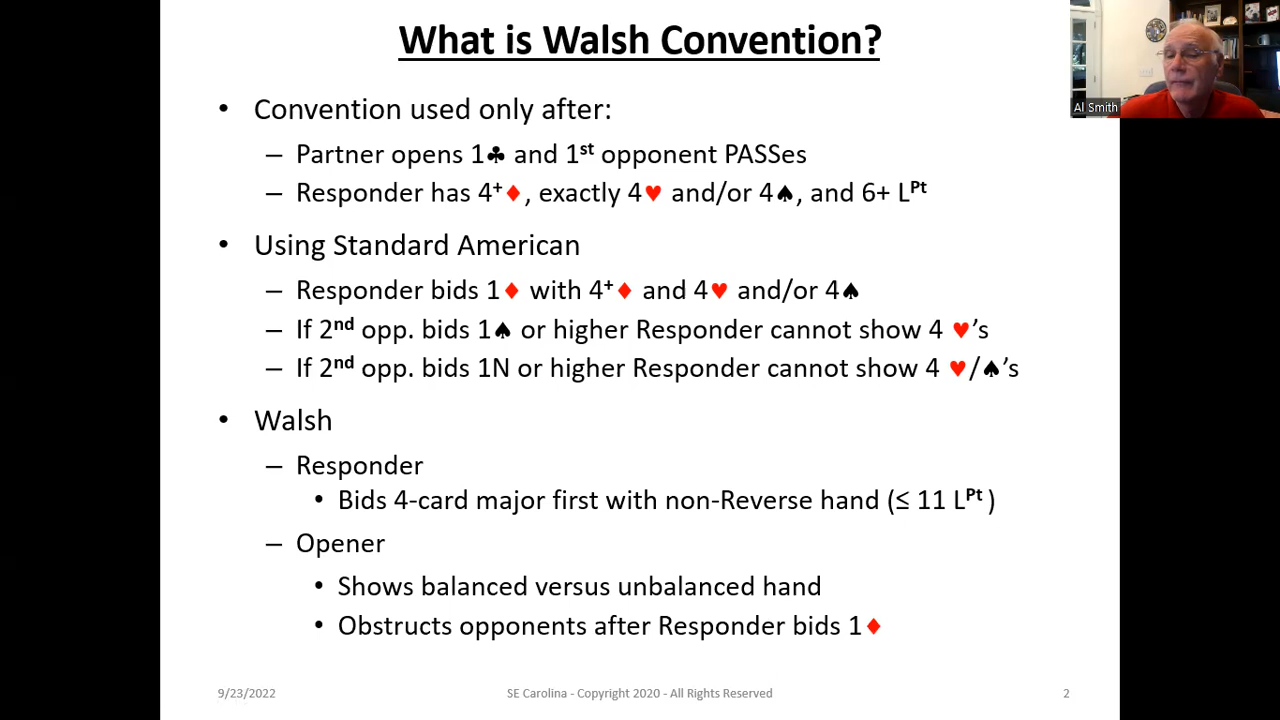 What is Walsh Convention?
Al Smith
• Convention used only after:
– Partner opens 1♣ and 1st opponent PASSes
– Responder has 4+♦, exactly 4♥ and/or 4♠, and 6+ LPt
• Using Standard American
– Responder bids 1♦ with 4+♦ and 4♥ and/or 4♠
– If 2nd opp. bids 1♠ or higher Responder cannot show 4 ♥’s
– If 2nd opp. bids 1N or higher Responder cannot show 4 ♥/♠’s
• Walsh
– Responder
• Bids 4-card major first with non-Reverse hand (≤ 11 LPt )
– Opener
• Shows balanced versus unbalanced hand
• Obstructs opponents after Responder bids 1♦
9/23/2022
SE Carolina - Copyright 2020 - All Rights Reserved
2